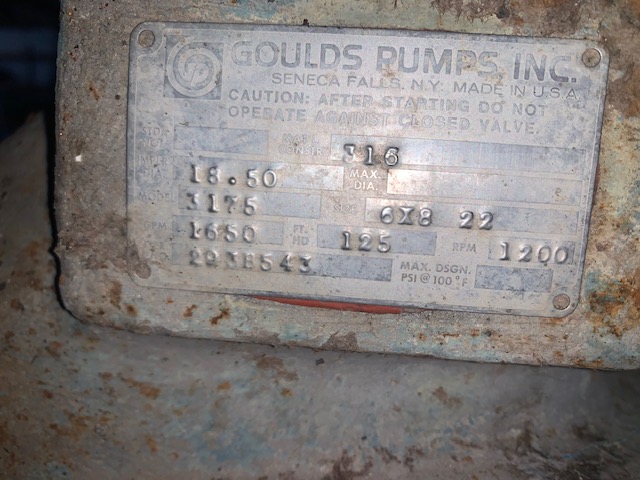 GOULDS PUMPS, INC.
SENECA FALLS, N.Y. MADE IN U.S.A.
CAUTION: AFTER STARTING DO NOT
OPERATE AGAINST CLOSED VALVE.
316
18.50 MAX. DIA.
3175 6X8 22
GPM 1650 FT. HD 125 RPM 1200
293B543 MAX. DSGN. PSI @ 100°F